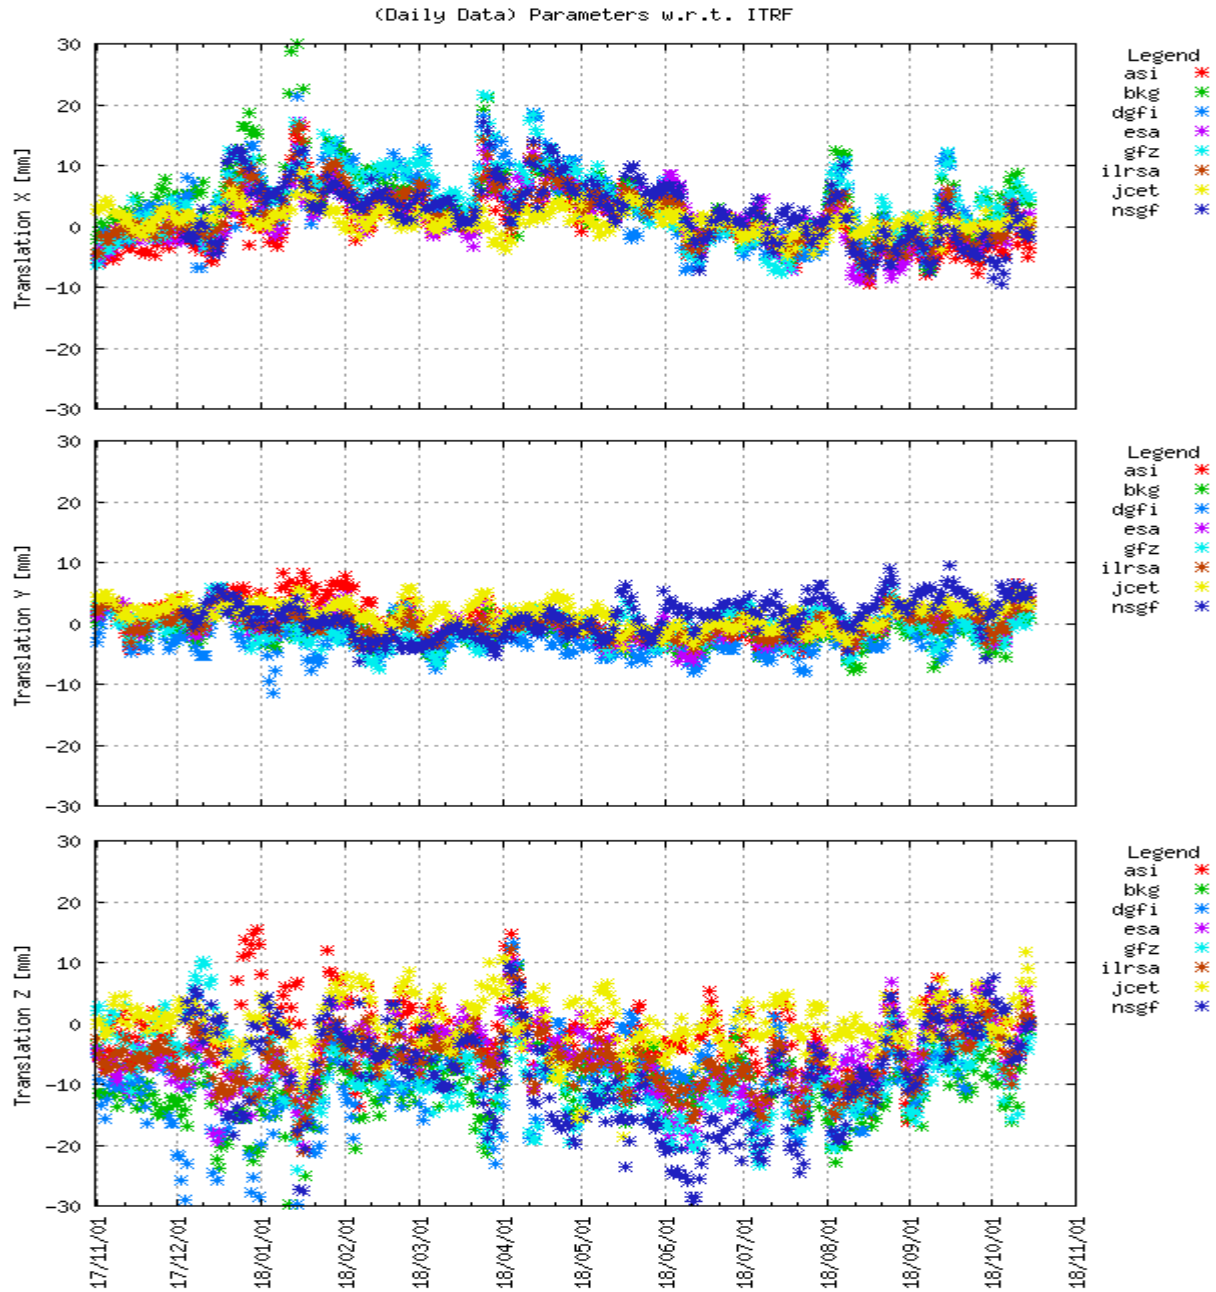 (Daily Data) Parameters w.r.t. ITRF
Translation X [mm]
30
20
10
0
-10
-20
-30
Legend
asi
bkg
dgfi
esa
gfz
ilrsa
jcet
nsgf
Translation Y [mm]
30
20
10
0
-10
-20
-30
Legend
asi
bkg
dgfi
esa
gfz
ilrsa
jcet
nsgf
Translation Z [mm]
30
20
10
0
-10
-20
-30
Legend
asi
bkg
dgfi
esa
gfz
ilrsa
jcet
nsgf
17/11/01
17/12/01
18/01/01
18/02/01
18/03/01
18/04/01
18/05/01
18/06/01
18/07/01
18/08/01
18/09/01
18/10/01
18/11/01